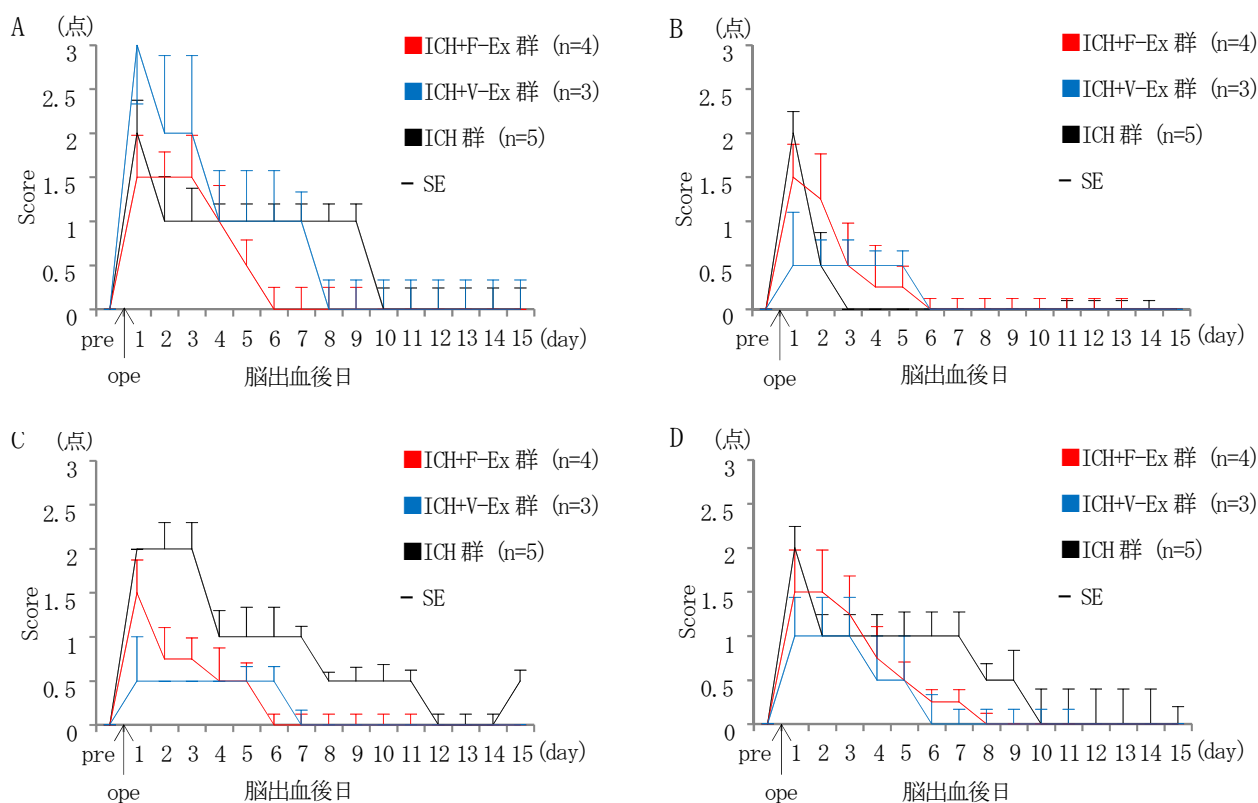 A (点)
3
2.5
2
1.5
1
0.5
0
Score
ICH+F-Ex 群 (n=4)
ICH+V-Ex 群 (n=3)
ICH 群 (n=5)
SE
pre 1 2 3 4 5 6 7 8 9 10 11 12 13 14 15 (day)
ope
脳出血後日
B (点)
3
2.5
2
1.5
1
0.5
0
Score
ICH+F-Ex 群 (n=4)
ICH+V-Ex 群 (n=3)
ICH 群 (n=5)
SE
pre 1 2 3 4 5 6 7 8 9 10 11 12 13 14 15 (day)
ope
脳出血後日
C (点)
3
2.5
2
1.5
1
0.5
0
Score
ICH+F-Ex 群 (n=4)
ICH+V-Ex 群 (n=3)
ICH 群 (n=5)
SE
pre 1 2 3 4 5 6 7 8 9 10 11 12 13 14 15 (day)
ope
脳出血後日
D (点)
3
2.5
2
1.5
1
0.5
0
Score
ICH+F-Ex 群 (n=4)
ICH+V-Ex 群 (n=3)
ICH 群 (n=5)
SE
pre 1 2 3 4 5 6 7 8 9 10 11 12 13 14 15 (day)
ope
脳出血後日